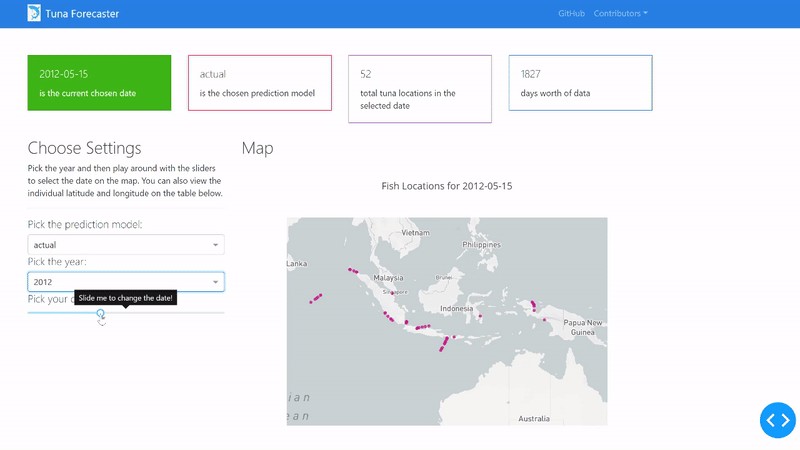 Tuna Forecaster
GitHub Contributors
2012-05-15
is the current chosen date
actual
is the chosen prediction model
52
total tuna locations in the
selected date
1827
days worth of data
Choose Settings
Pick the year and then play around with the sliders
to select the date on the map. You can also view the
individual latitude and longitude on the table below.
Pick the prediction model:
actual
Pick the year:
2012
Pick your
Slide me to change the date!
Map
Fish Locations for 2012-05-15
Vietnam
Philippines
Lanka
Malaysia
Brunei
Singapore
Indonesia
Papua New
Guinea
ian
ean
Australia